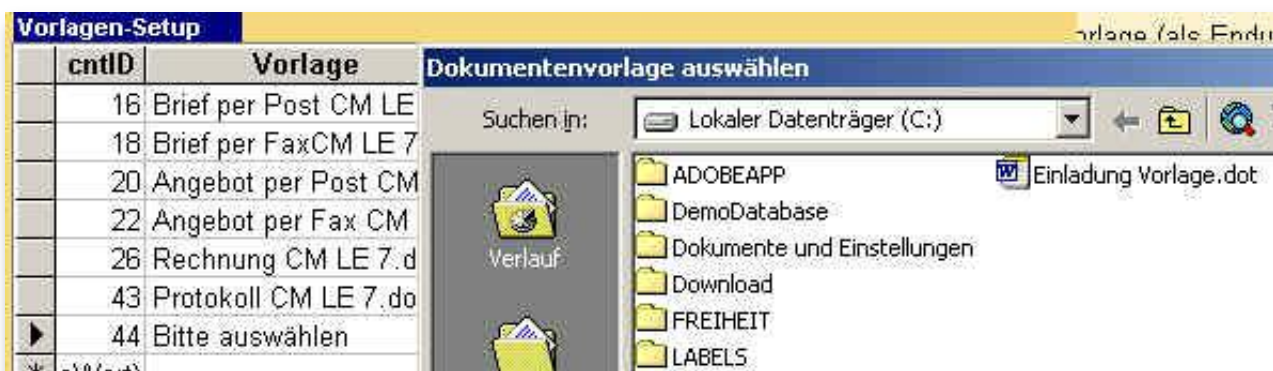 Vorlagen-Setup
cntID Vorlage
16 Brief per Post CM LE
18 Brief per FaxCM LE 7
20 Angebot per Post CM
22 Angebot per Fax CM
26 Rechnung CM LE 7.d
43 Protokoll CM LE 7.do
44 Bitte auswählen
(als
Dokumentenvorlage auswählen
Suchen in: Lokaler Datenträger (C:)
Verlauf
ADOBEAPP
DemoDatabase
Dokumente und Einstellungen
Download
FREIHEIT
LABELS
Einladung Vorlage.dot